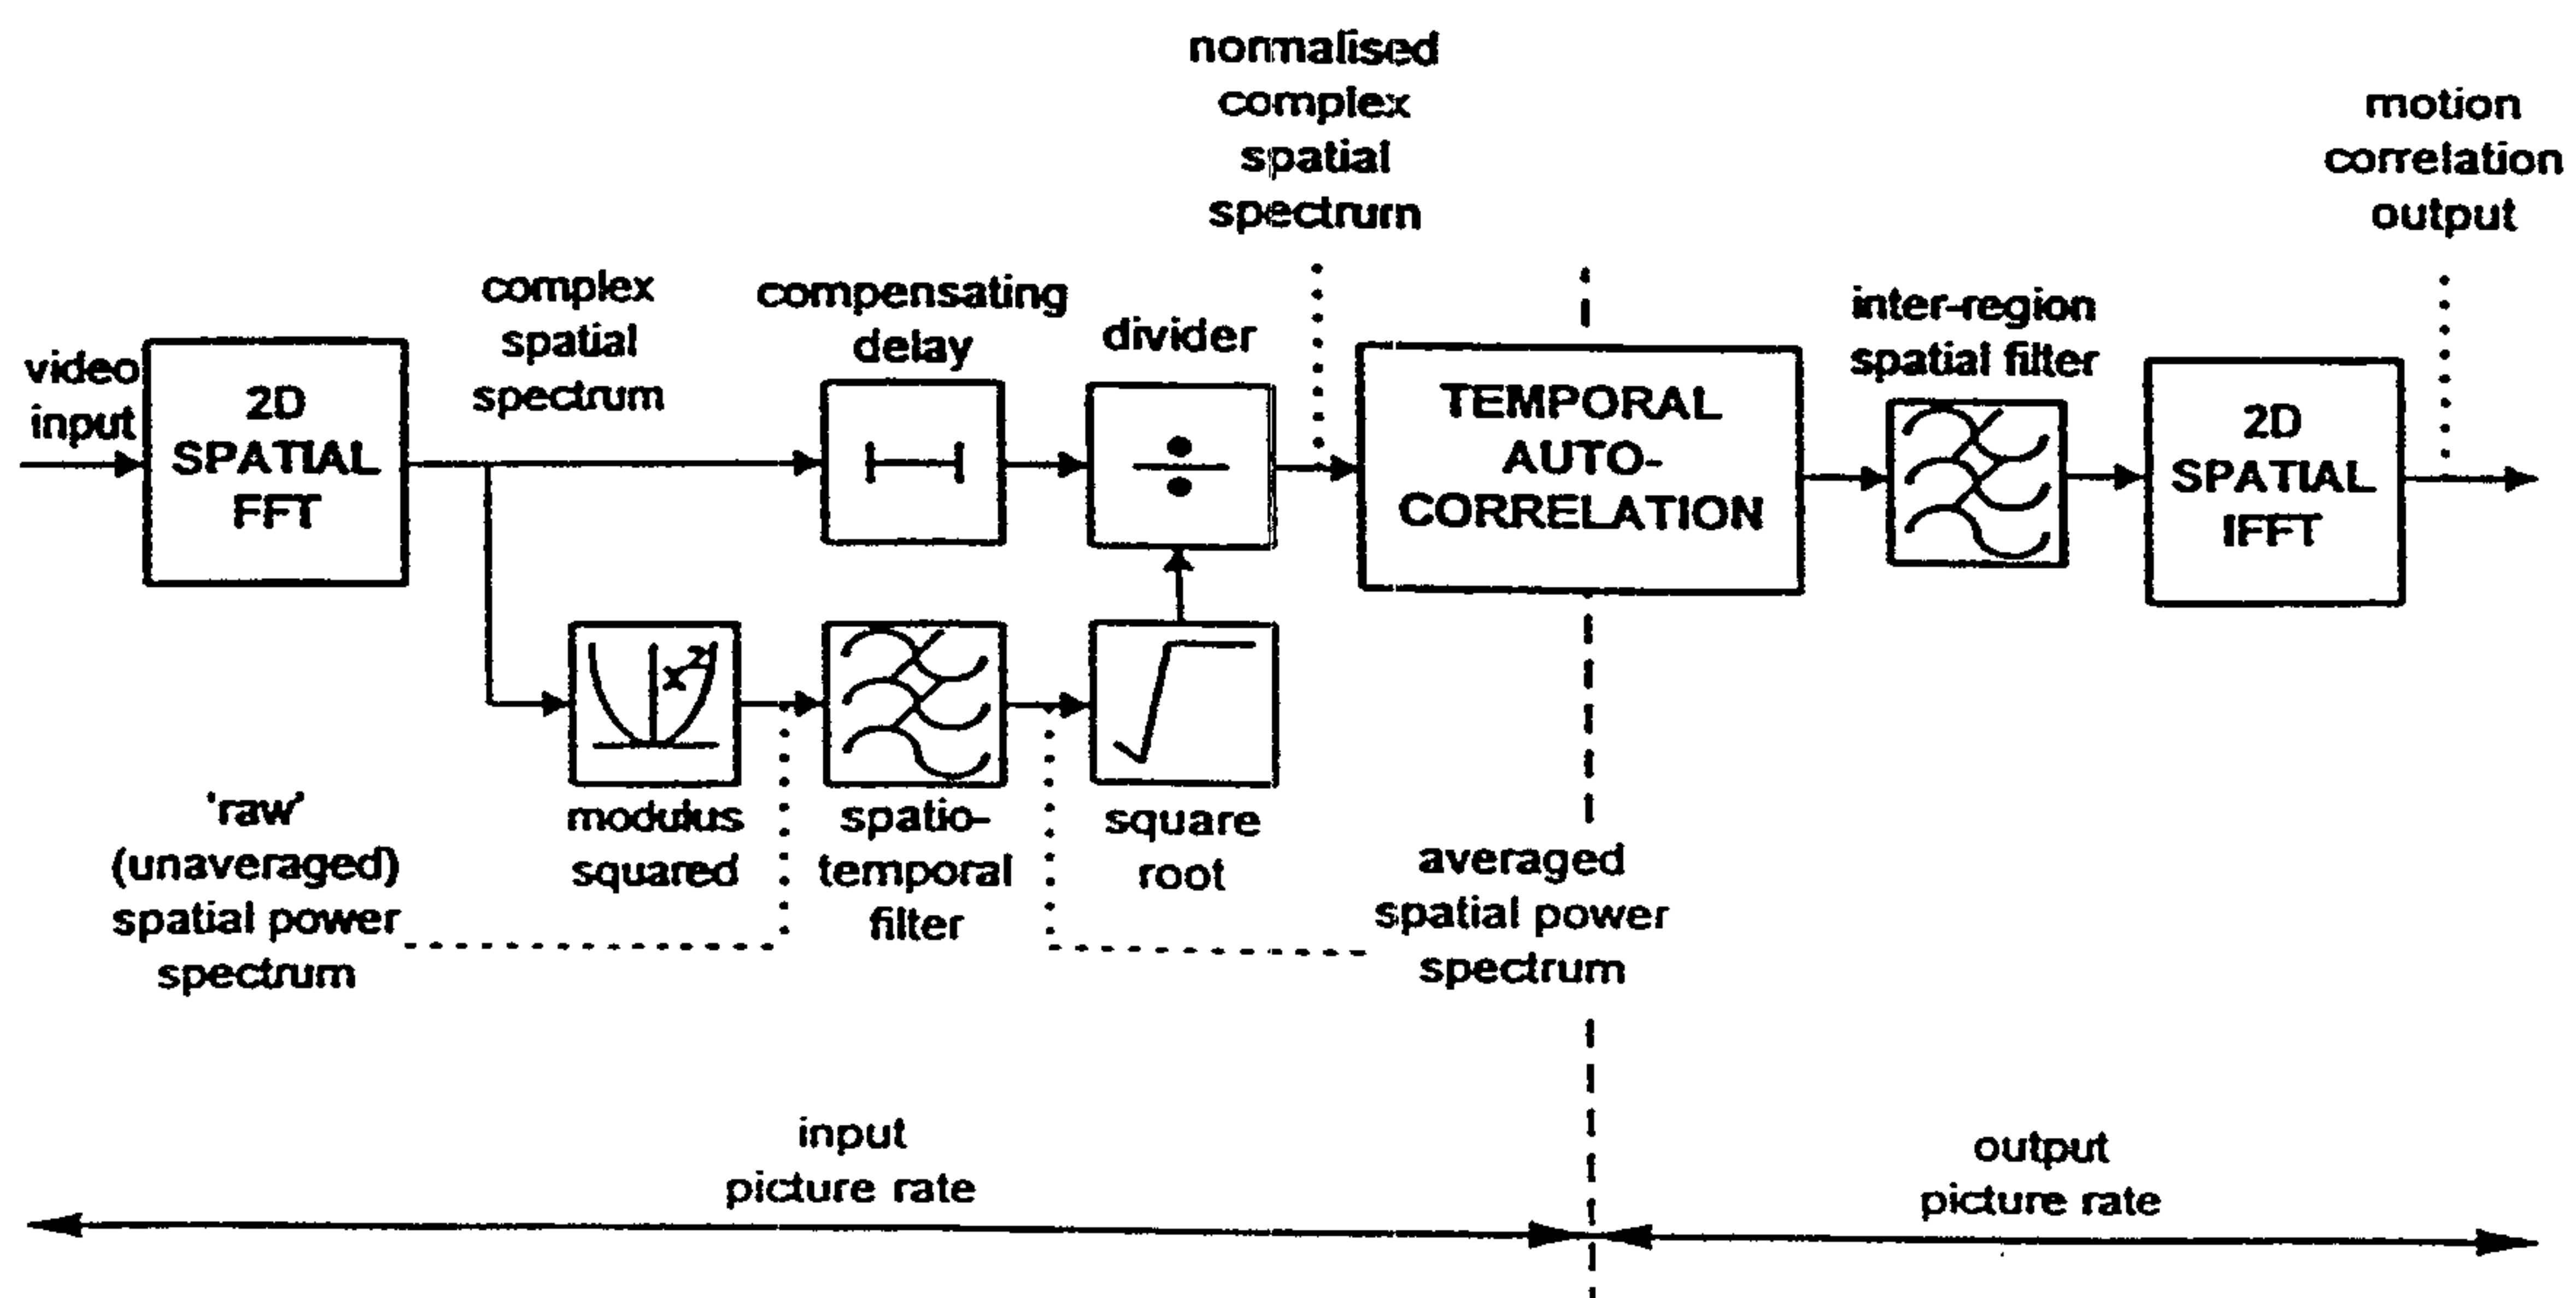 normalised
complex
spatial
spectrum
motion
correlation
output
complex
spatial
spectrum
compensating
delay
divider
inter-region
spatial filter
video
input
2D
SPATIAL
FFT
TEMPORAL
AUTO-
CORRELATION
2D
SPATIAL
IFFT
÷
x²
√
'raw'
(unaveraged)
spatial power
spectrum
modulus
squared
spatio-
temporal
filter
square
root
averaged
spatial power
spectrum
input
picture rate
output
picture rate